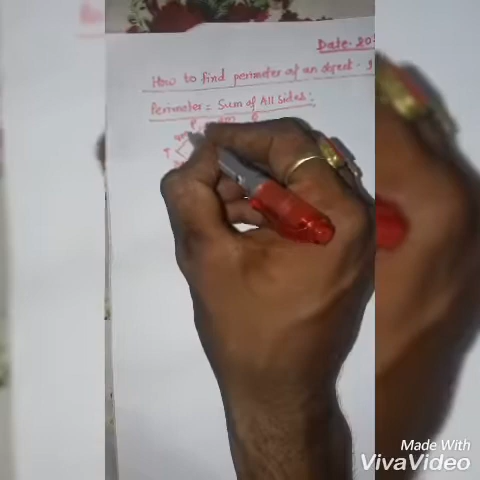 Date-20
How to find perimeter of an object.
Perimeter = Sum of All Sides:
P
T
Made With
VivaVideo